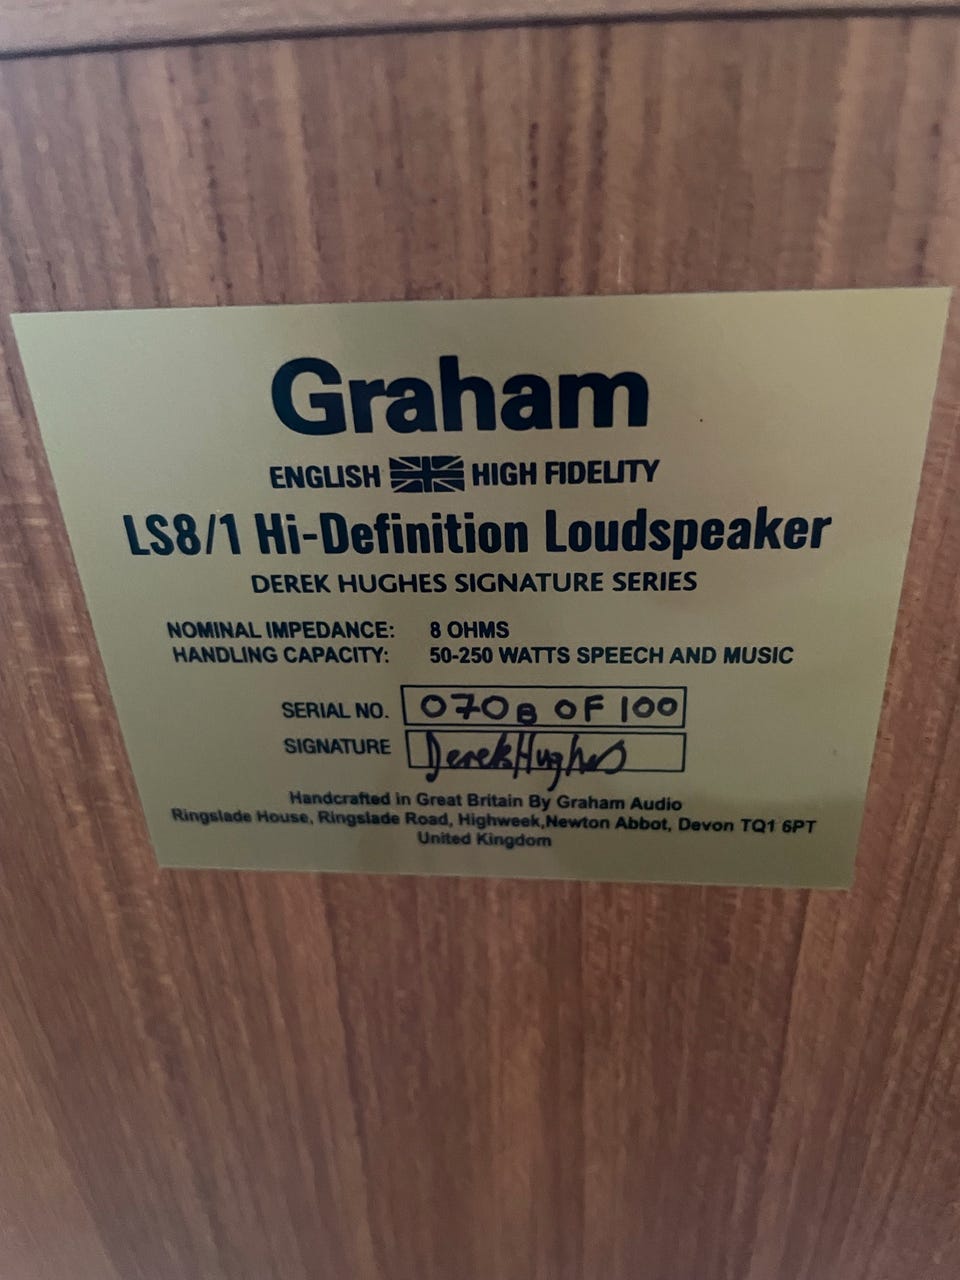 Graham
ENGLISH HIGH FIDELITY
LS8/1 Hi-Definition Loudspeaker
DEREK HUGHES SIGNATURE SERIES
NOMINAL IMPEDANCE: 8 OHMS
HANDLING CAPACITY: 50-250 WATTS SPEECH AND MUSIC
SERIAL NO. 070B OF 100
SIGNATURE Derek Hughes
Handcrafted in Great Britain By Graham Audio
Ringslade House, Ringslade Road, Highweek,Newton Abbot, Devon TQ1 6PT
United Kingdom